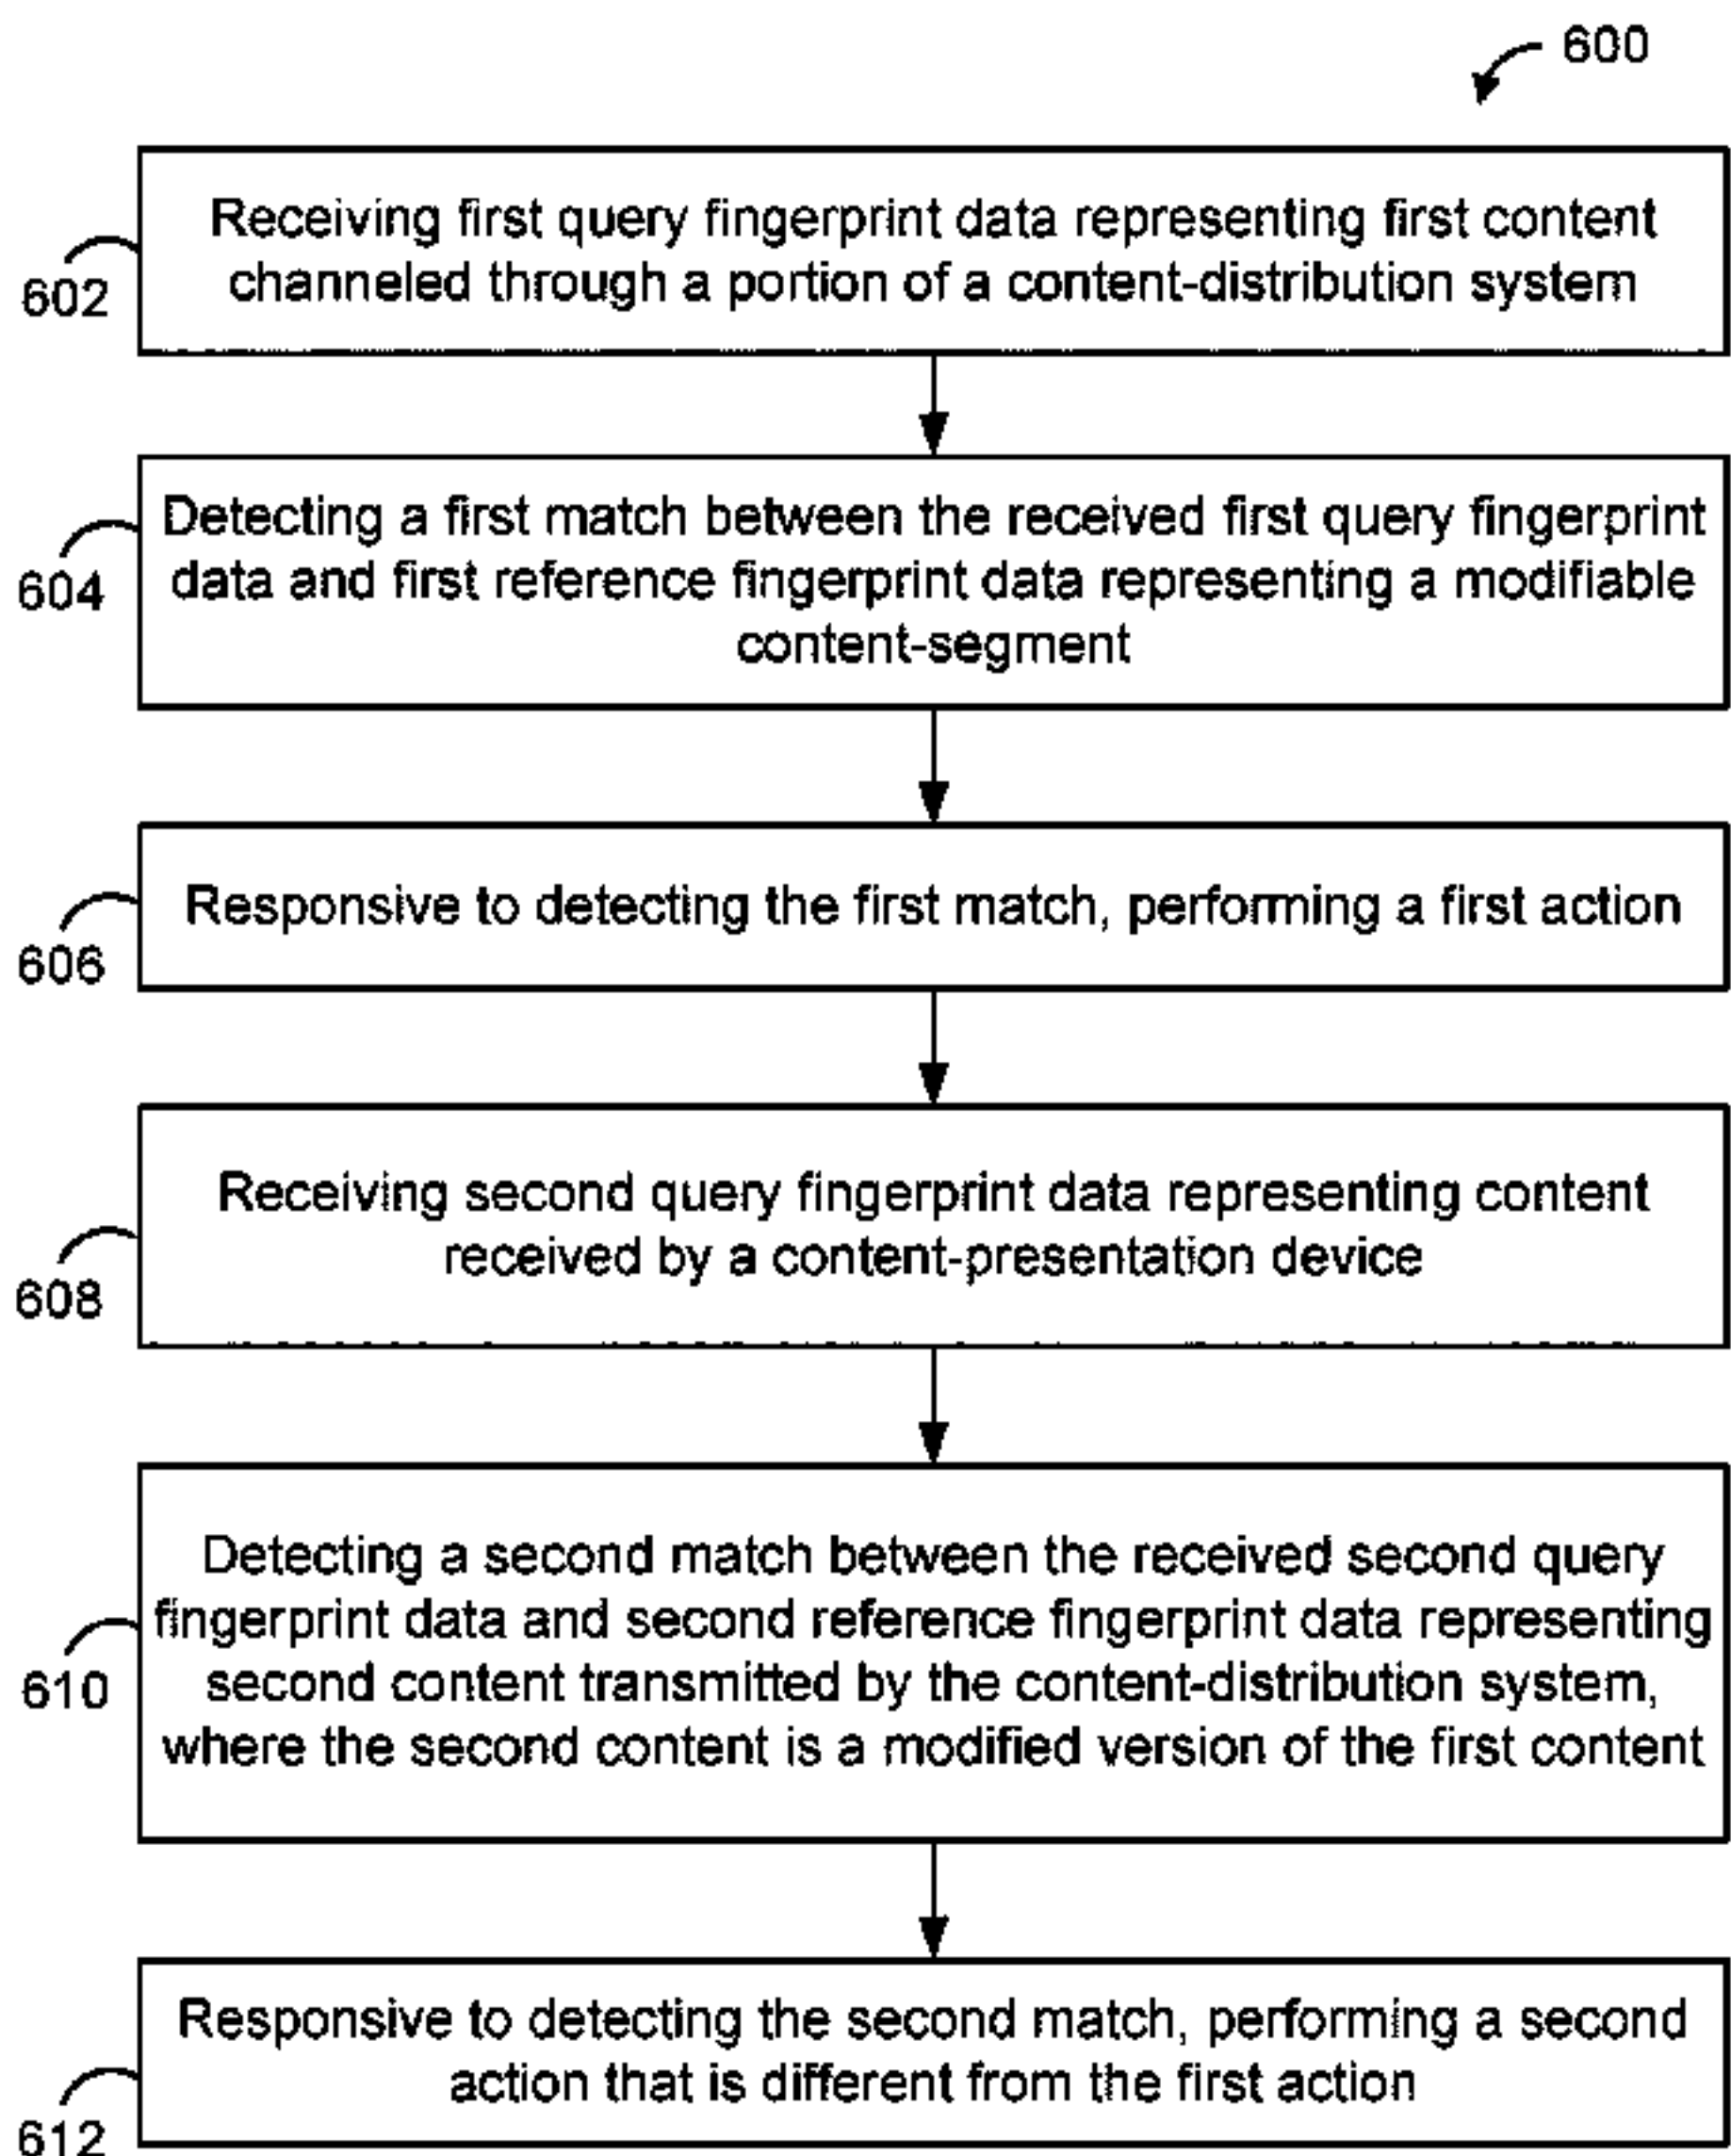 600
Receiving first query fingerprint data representing first content
channeled through a portion of a content-distribution system
602
Detecting a first match between the received first query fingerprint
data and first reference fingerprint data representing a modifiable
content-segment
604
Responsive to detecting the first match, performing a first action
606
Receiving second query fingerprint data representing content
received by a content-presentation device
608
Detecting a second match between the received second query
fingerprint data and second reference fingerprint data representing
second content transmitted by the content-distribution system,
where the second content is a modified version of the first content
610
Responsive to detecting the second match, performing a second
action that is different from the first action
612